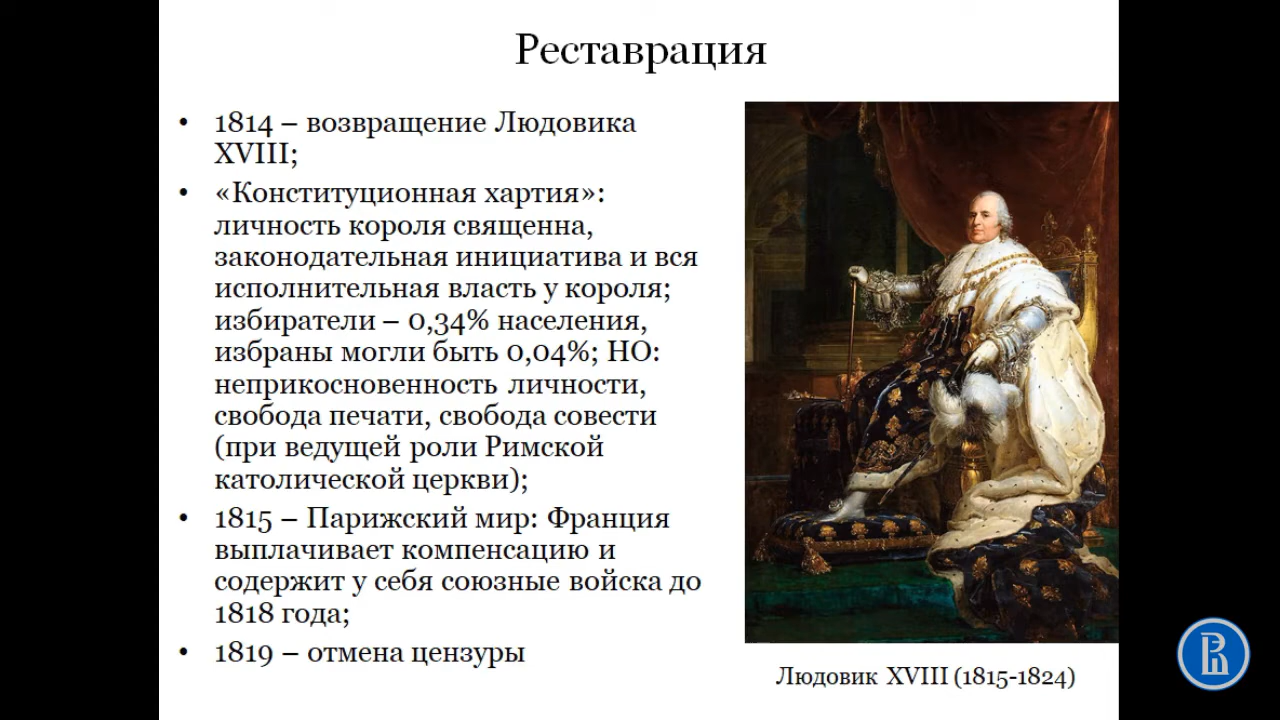 Реставрация
• 1814 – возвращение Людовика
XVIII;
• «Конституционная хартия»:
личность короля священна,
законодательная инициатива и вся
исполнительная власть у короля;
избиратели – 0,34% населения,
избраны могли быть 0,04%; НО:
неприкосновенность личности,
свобода печати, свобода совести
(при ведущей роли Римской
католической церкви);
• 1815 – Парижский мир: Франция
выплачивает компенсацию и
содержит у себя союзные войска до
1818 года;
• 1819 – отмена цензуры
Людовик XVIII (1815-1824)